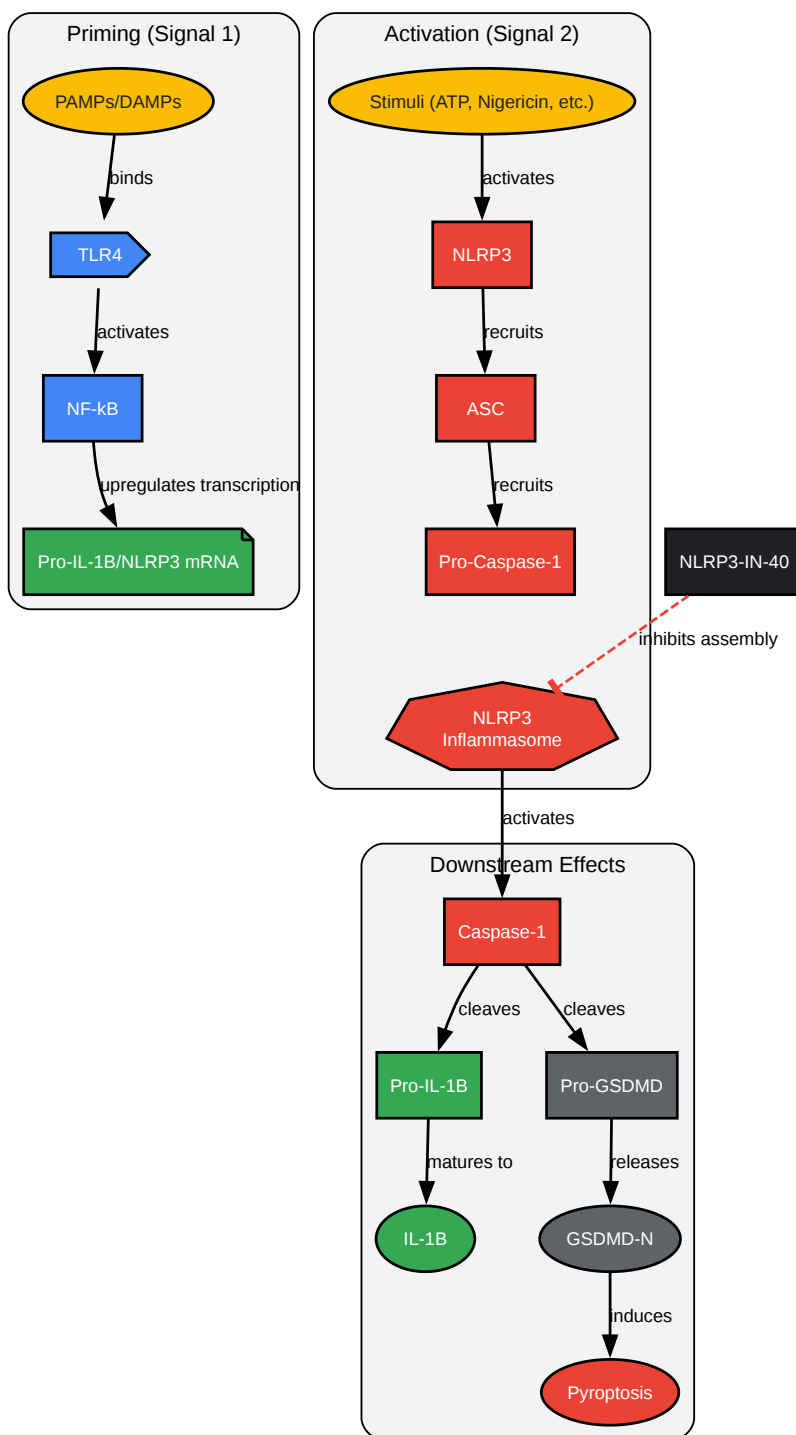 Priming (Signal 1)
PAMPs/DAMPs
binds
TLR4
activates
NF-kB
upregulates transcription
Pro-IL-1B/NLRP3 mRNA
Activation (Signal 2)
Stimuli (ATP, Nigericin, etc.)
activates
NLRP3
recruits
ASC
recruits
Pro-Caspase-1
NLRP3-IN-40
inhibits assembly
NLRP3
Inflammasome
activates
Downstream Effects
Caspase-1
cleaves
cleaves
Pro-IL-1B
Pro-GSDMD
matures to
releases
IL-1B
GSDMD-N
induces
Pyroptosis